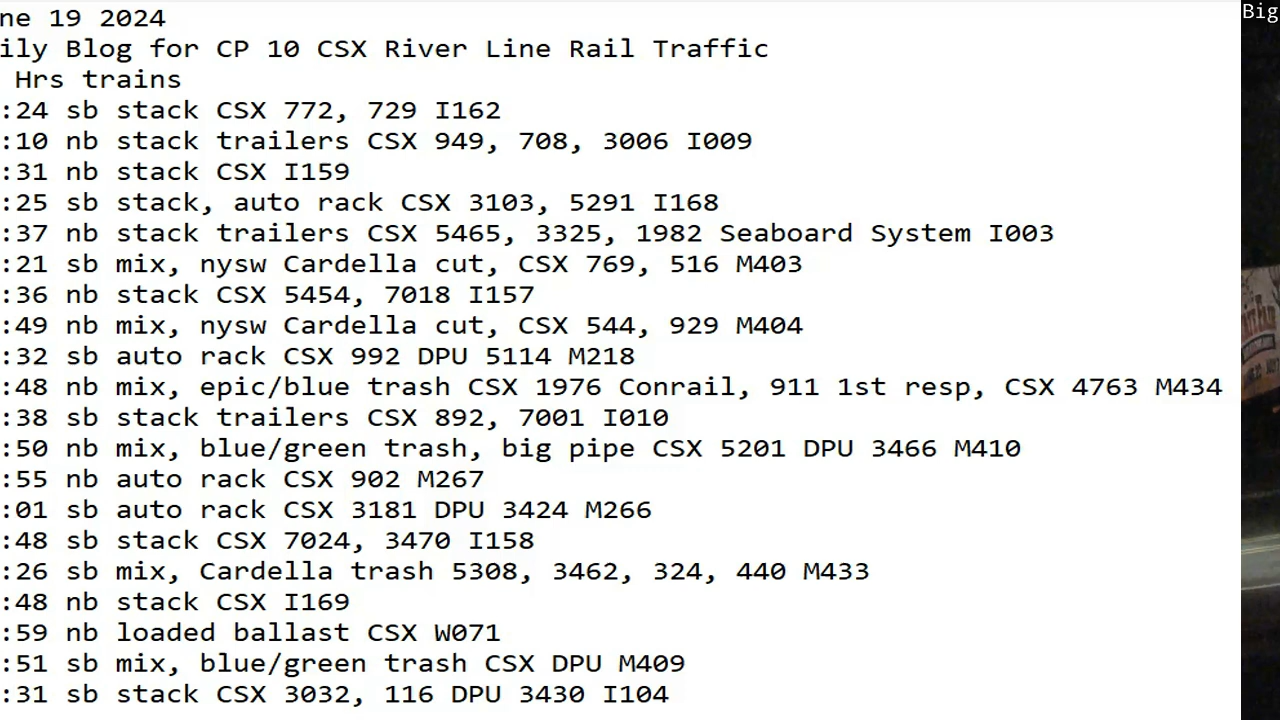 ne 19 2024
ily Blog for CP 10 CSX River Line Rail Traffic
Hrs trains
:24 sb stack CSX 772, 729 I162
:10 nb stack trailers CSX 949, 708, 3006 I009
:31 nb stack CSX I159
:25 sb stack, auto rack CSX 3103, 5291 I168
:37 nb stack trailers CSX 5465, 3325, 1982 Seaboard System I003
:21 sb mix, nysw Cardella cut, CSX 769, 516 M403
:36 nb stack CSX 5454, 7018 I157
:49 nb mix, nysw Cardella cut, CSX 544, 929 M404
:32 sb auto rack CSX 992 DPU 5114 M218
:48 nb mix, epic/blue trash CSX 1976 Conrail, 911 1st resp, CSX 4763 M434
:38 sb stack trailers CSX 892, 7001 I010
:50 nb mix, blue/green trash, big pipe CSX 5201 DPU 3466 M410
:55 nb auto rack CSX 902 M267
:01 sb auto rack CSX 3181 DPU 3424 M266
:48 sb stack CSX 7024, 3470 I158
:26 sb mix, Cardella trash 5308, 3462, 324, 440 M433
:48 nb stack CSX I169
:59 nb loaded ballast CSX W071
:51 sb mix, blue/green trash CSX DPU M409
:31 sb stack CSX 3032, 116 DPU 3430 I104
Big